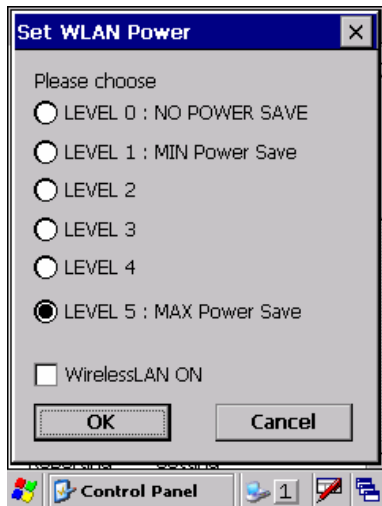 Set WLAN Power
Please choose
LEVEL 0 : NO POWER SAVE
LEVEL 1 : MIN Power Save
LEVEL 2
LEVEL 3
LEVEL 4
LEVEL 5 : MAX Power Save
WirelessLAN ON
OK Cancel
Control Panel 1